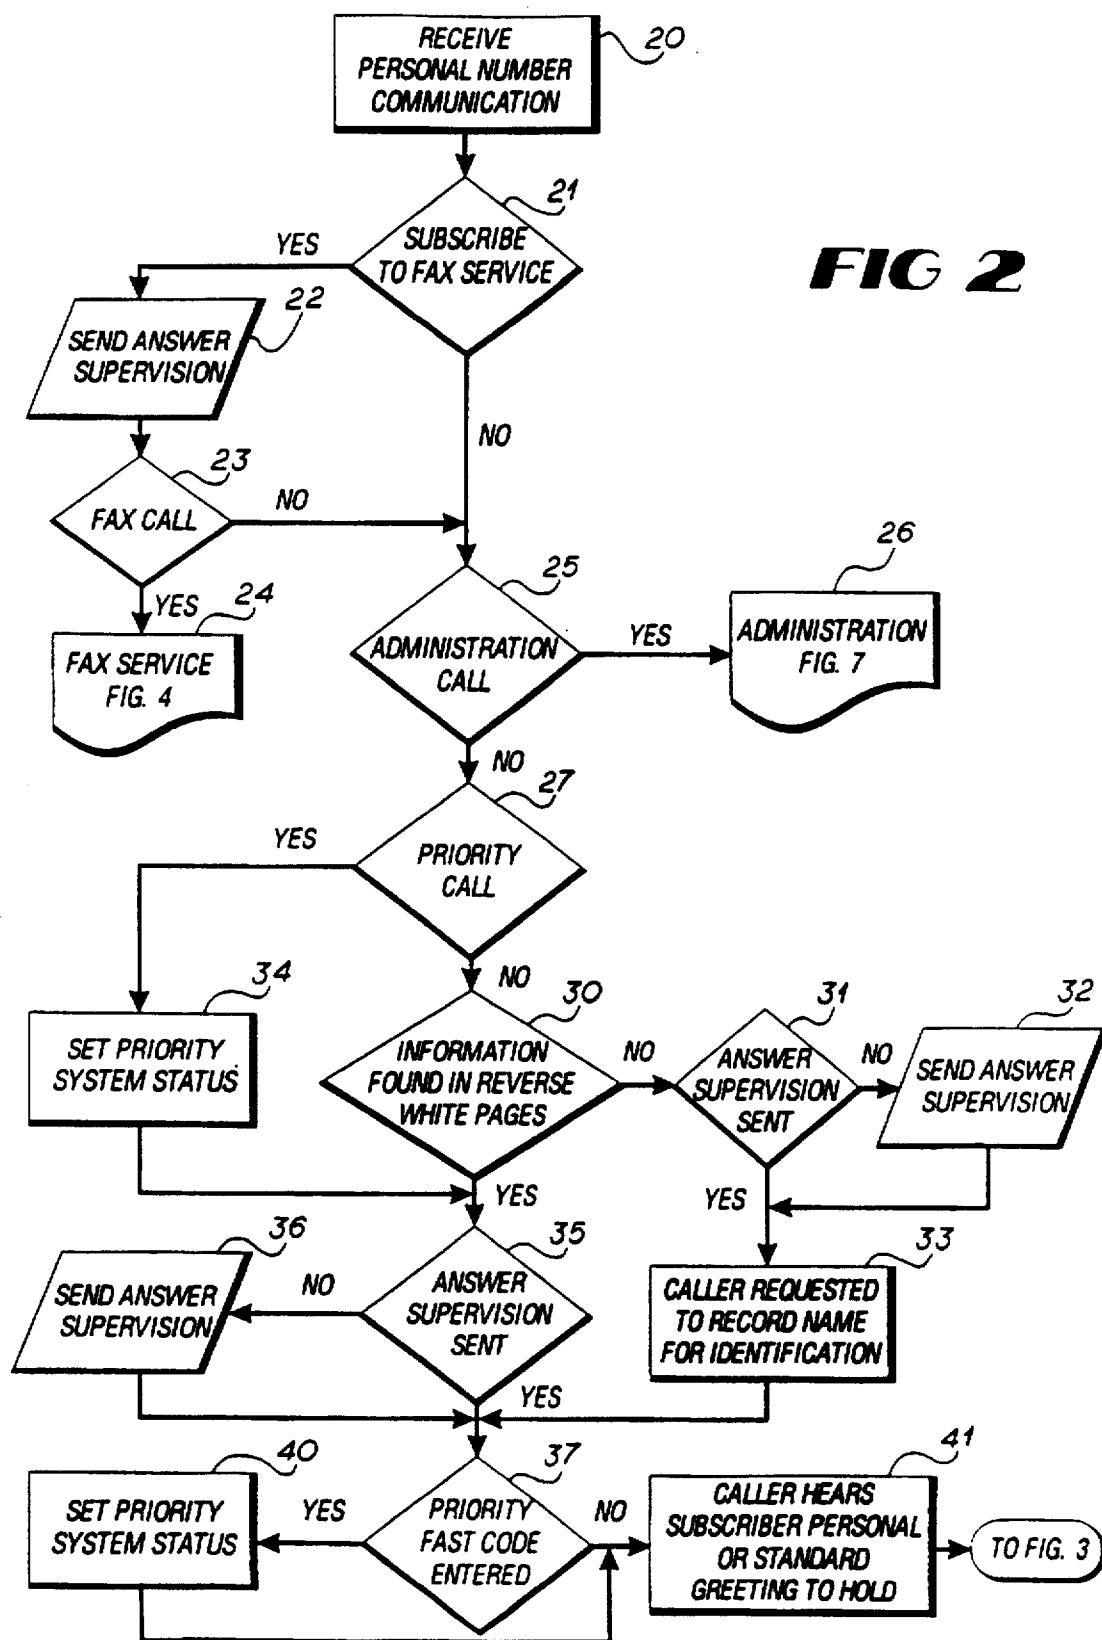 RECEIVE
PERSONAL NUMBER
COMMUNICATION
20
21
SUBSCRIBE
TO FAX SERVICE
YES
NO
FIG 2
22
SEND ANSWER
SUPERVISION
23
FAX CALL
NO
YES
24
FAX SERVICE
FIG. 4
25
ADMINISTRATION
CALL
YES
NO
26
ADMINISTRATION
FIG. 7
27
PRIORITY
CALL
YES
NO
34
SET PRIORITY
SYSTEM STATUS
30
INFORMATION
FOUND IN REVERSE
WHITE PAGES
NO
YES
31
ANSWER
SUPERVISION
SENT
NO
YES
32
SEND ANSWER
SUPERVISION
33
CALLER REQUESTED
TO RECORD NAME
FOR IDENTIFICATION
35
ANSWER
SUPERVISION
SENT
NO
YES
36
SEND ANSWER
SUPERVISION
37
PRIORITY
FAST CODE
ENTERED
YES
NO
40
SET PRIORITY
SYSTEM STATUS
41
CALLER HEARS
SUBSCRIBER PERSONAL
OR STANDARD
GREETING TO HOLD
TO FIG. 3